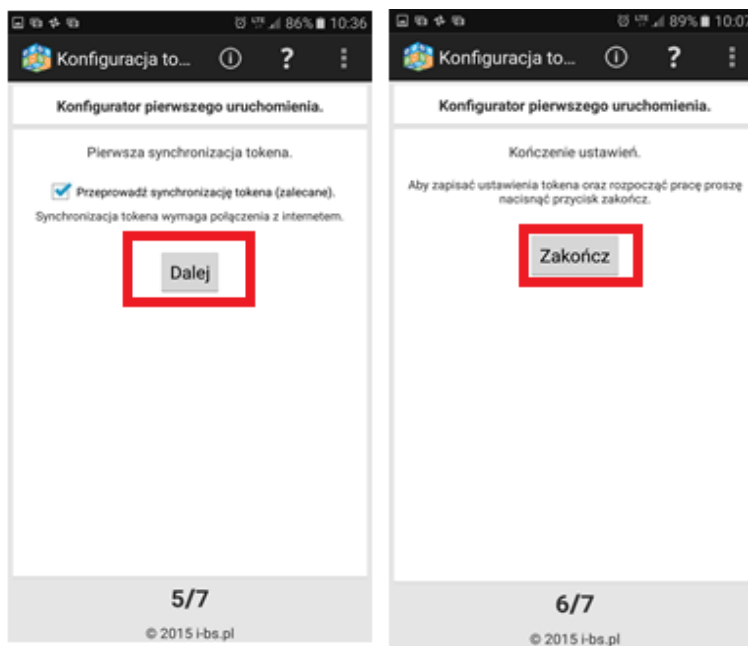 86% 10:36
Konfiguracja to...
Konfigurator pierwszego uruchomienia.
Pierwsza synchronizacja tokena.
Przeprowadź synchronizację tokena (zalecane).
Synchronizacja tokena wymaga połączenia z internetem.
Dalej
5/7
© 2015 i-bs.pl
89% 10:07
Konfiguracja to...
Konfigurator pierwszego uruchomienia.
Kończenie ustawień.
Aby zapisać ustawienia tokena oraz rozpocząć pracę proszę
nacisnąć przycisk zakończ.
Zakończ
6/7
© 2015 i-bs.pl